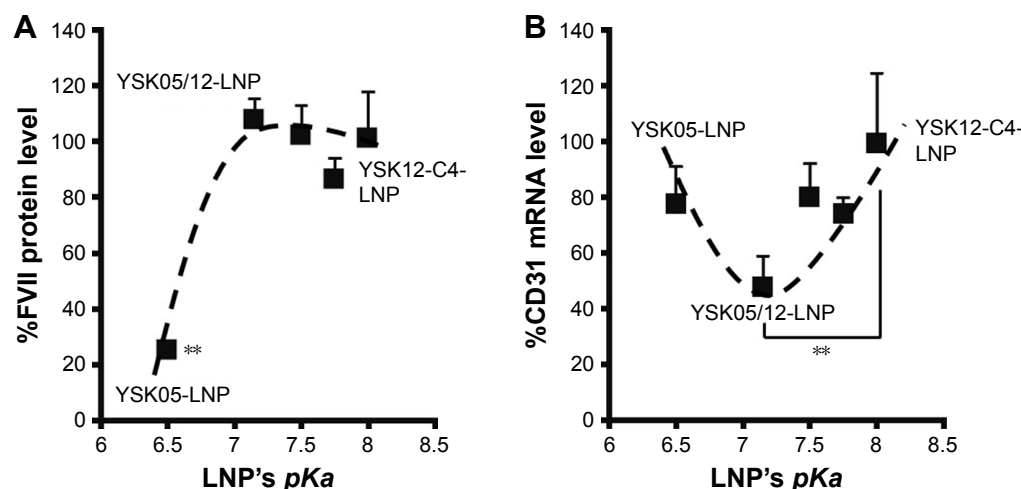 A
%FVII protein level
140
120
100
80
60
40
20
0
YSK05/12-LNP
YSK12-C4-
LNP
**
YSK05-LNP
6
6.5
7
7.5
8
8.5
LNP's pKa
B
%CD31 mRNA level
140
120
100
80
60
40
20
0
YSK05-LNP
YSK12-C4-
LNP
YSK05/12-LNP
**
6
6.5
7
7.5
8
8.5
LNP's pKa